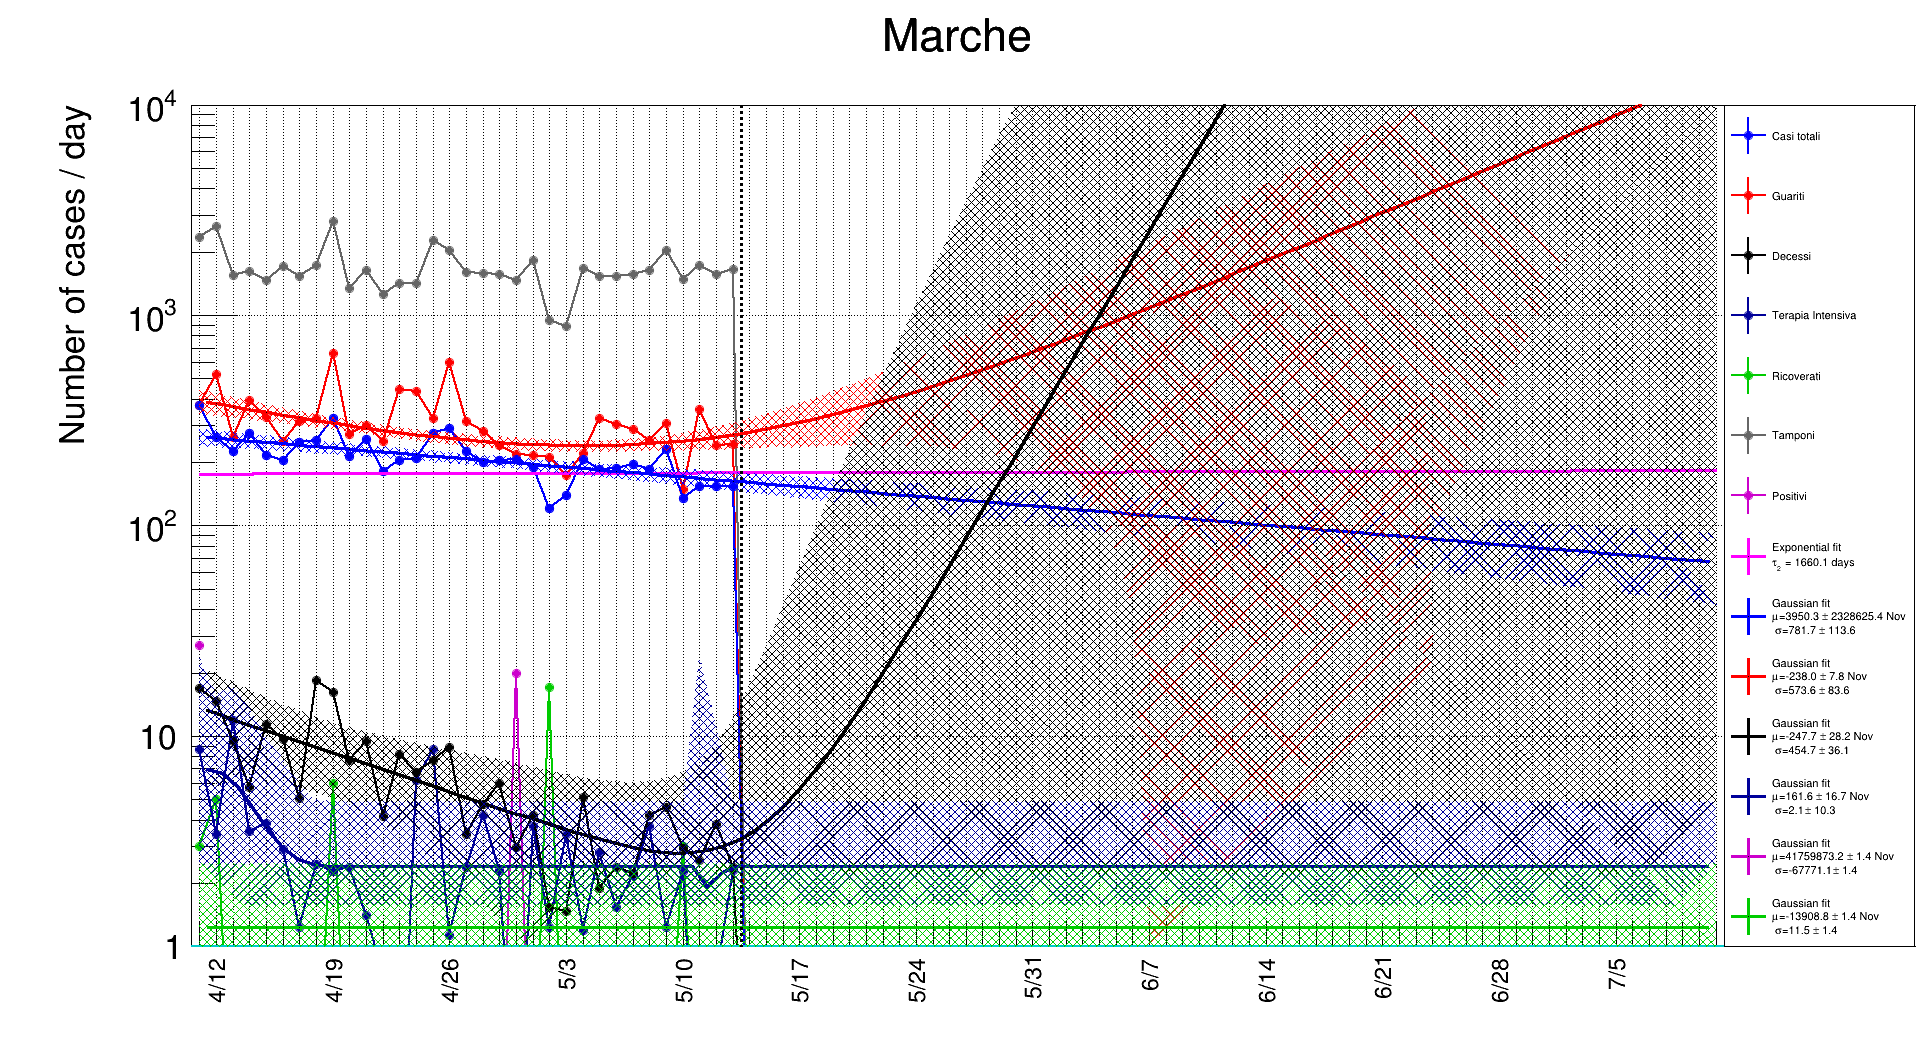 Marche
Number of cases / day
10^4
10^3
10^2
10
1
4/12
4/19
4/26
5/3
5/10
5/17
5/24
5/31
6/7
6/14
6/21
6/28
7/5
Casi totali
Guariti
Decessi
Terapia Intensiva
Ricoverati
Tamponi
Positivi
Exponential fit
τ_2 = 1660.1 days
Gaussian fit
μ=3950.3 ± 2328625.4 Nov
σ=781.7 ± 113.6
Gaussian fit
μ=-238.0 ± 7.8 Nov
σ=573.6 ± 83.6
Gaussian fit
μ=-247.7 ± 28.2 Nov
σ=454.7 ± 36.1
Gaussian fit
μ=161.6 ± 16.7 Nov
σ=2.1 ± 10.3
Gaussian fit
μ=41759873.2 ± 1.4 Nov
σ=-67771.1 ± 1.4
Gaussian fit
μ=-13908.8 ± 1.4 Nov
σ=11.5 ± 1.4